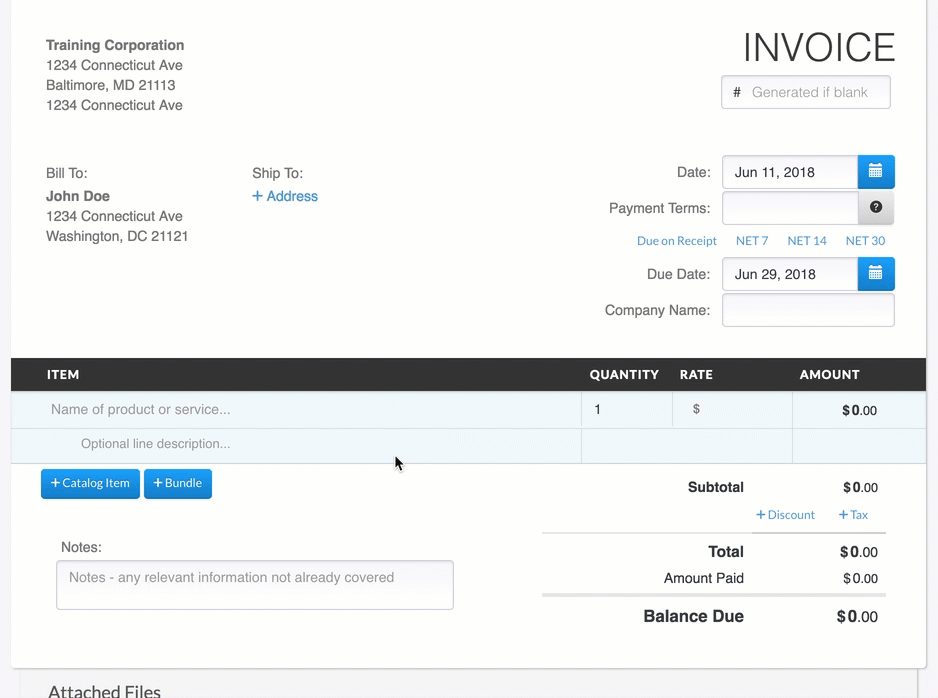 Training Corporation
1234 Connecticut Ave
Baltimore, MD 21113
1234 Connecticut Ave
INVOICE
# Generated if blank
Bill To:
John Doe
1234 Connecticut Ave
Washington, DC 21121
Ship To:
+ Address
Date: Jun 11, 2018
Payment Terms: ?
Due on Receipt NET 7 NET 14 NET 30
Due Date: Jun 29, 2018
Company Name:
ITEM QUANTITY RATE AMOUNT
Name of product or service... 1 $ $0.00
Optional line description...
+ Catalog Item + Bundle
Subtotal $0.00
+ Discount + Tax
Total $0.00
Amount Paid $0.00
Balance Due $0.00
Notes:
Notes - any relevant information not already covered
Attached Files